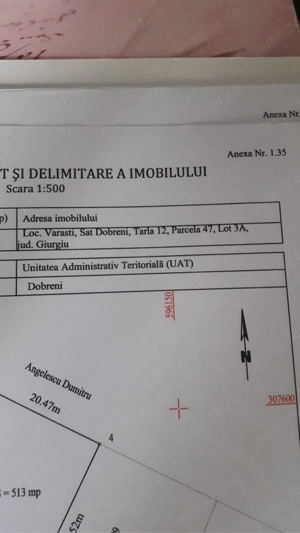 Anexa Nr.
Anexa Nr. 1.35
T ȘI DELIMITARE A IMOBILULUI
Scara 1:500
p) Adresa imobilului
Loc. Varasti, Sat Dobreni, Tarla 12, Parcela 47, Lot 3A,
jud. Giurgiu
Unitatea Administrativ Teritorială (UAT)
Dobreni
596150
N
307600
Angelescu Dumitru
20.47m
4
= 513 mp
52m